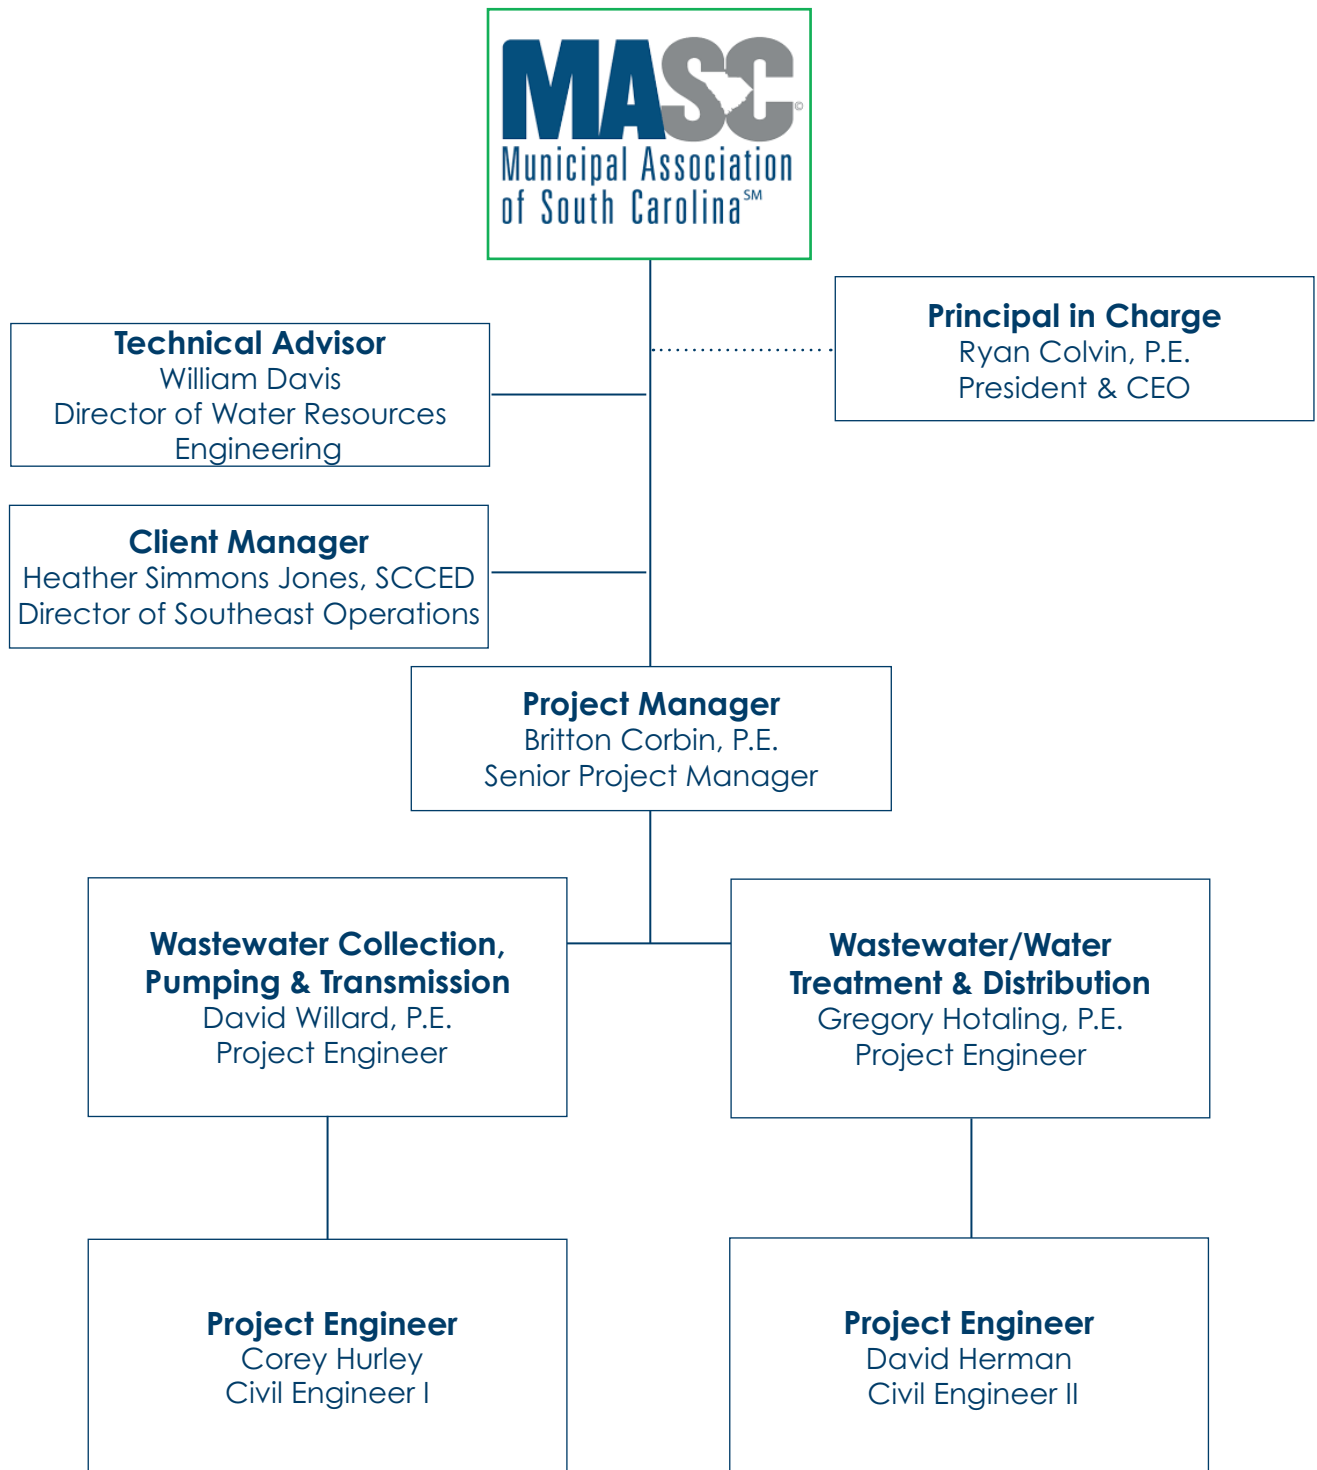 MASC©
Municipal Association
of South Carolina℠
Principal in Charge
Ryan Colvin, P.E.
President & CEO
Technical Advisor
William Davis
Director of Water Resources
Engineering
Client Manager
Heather Simmons Jones, SCCED
Director of Southeast Operations
Project Manager
Britton Corbin, P.E.
Senior Project Manager
Wastewater Collection,
Pumping & Transmission
David Willard, P.E.
Project Engineer
Wastewater/Water
Treatment & Distribution
Gregory Hotaling, P.E.
Project Engineer
Project Engineer
Corey Hurley
Civil Engineer I
Project Engineer
David Herman
Civil Engineer II